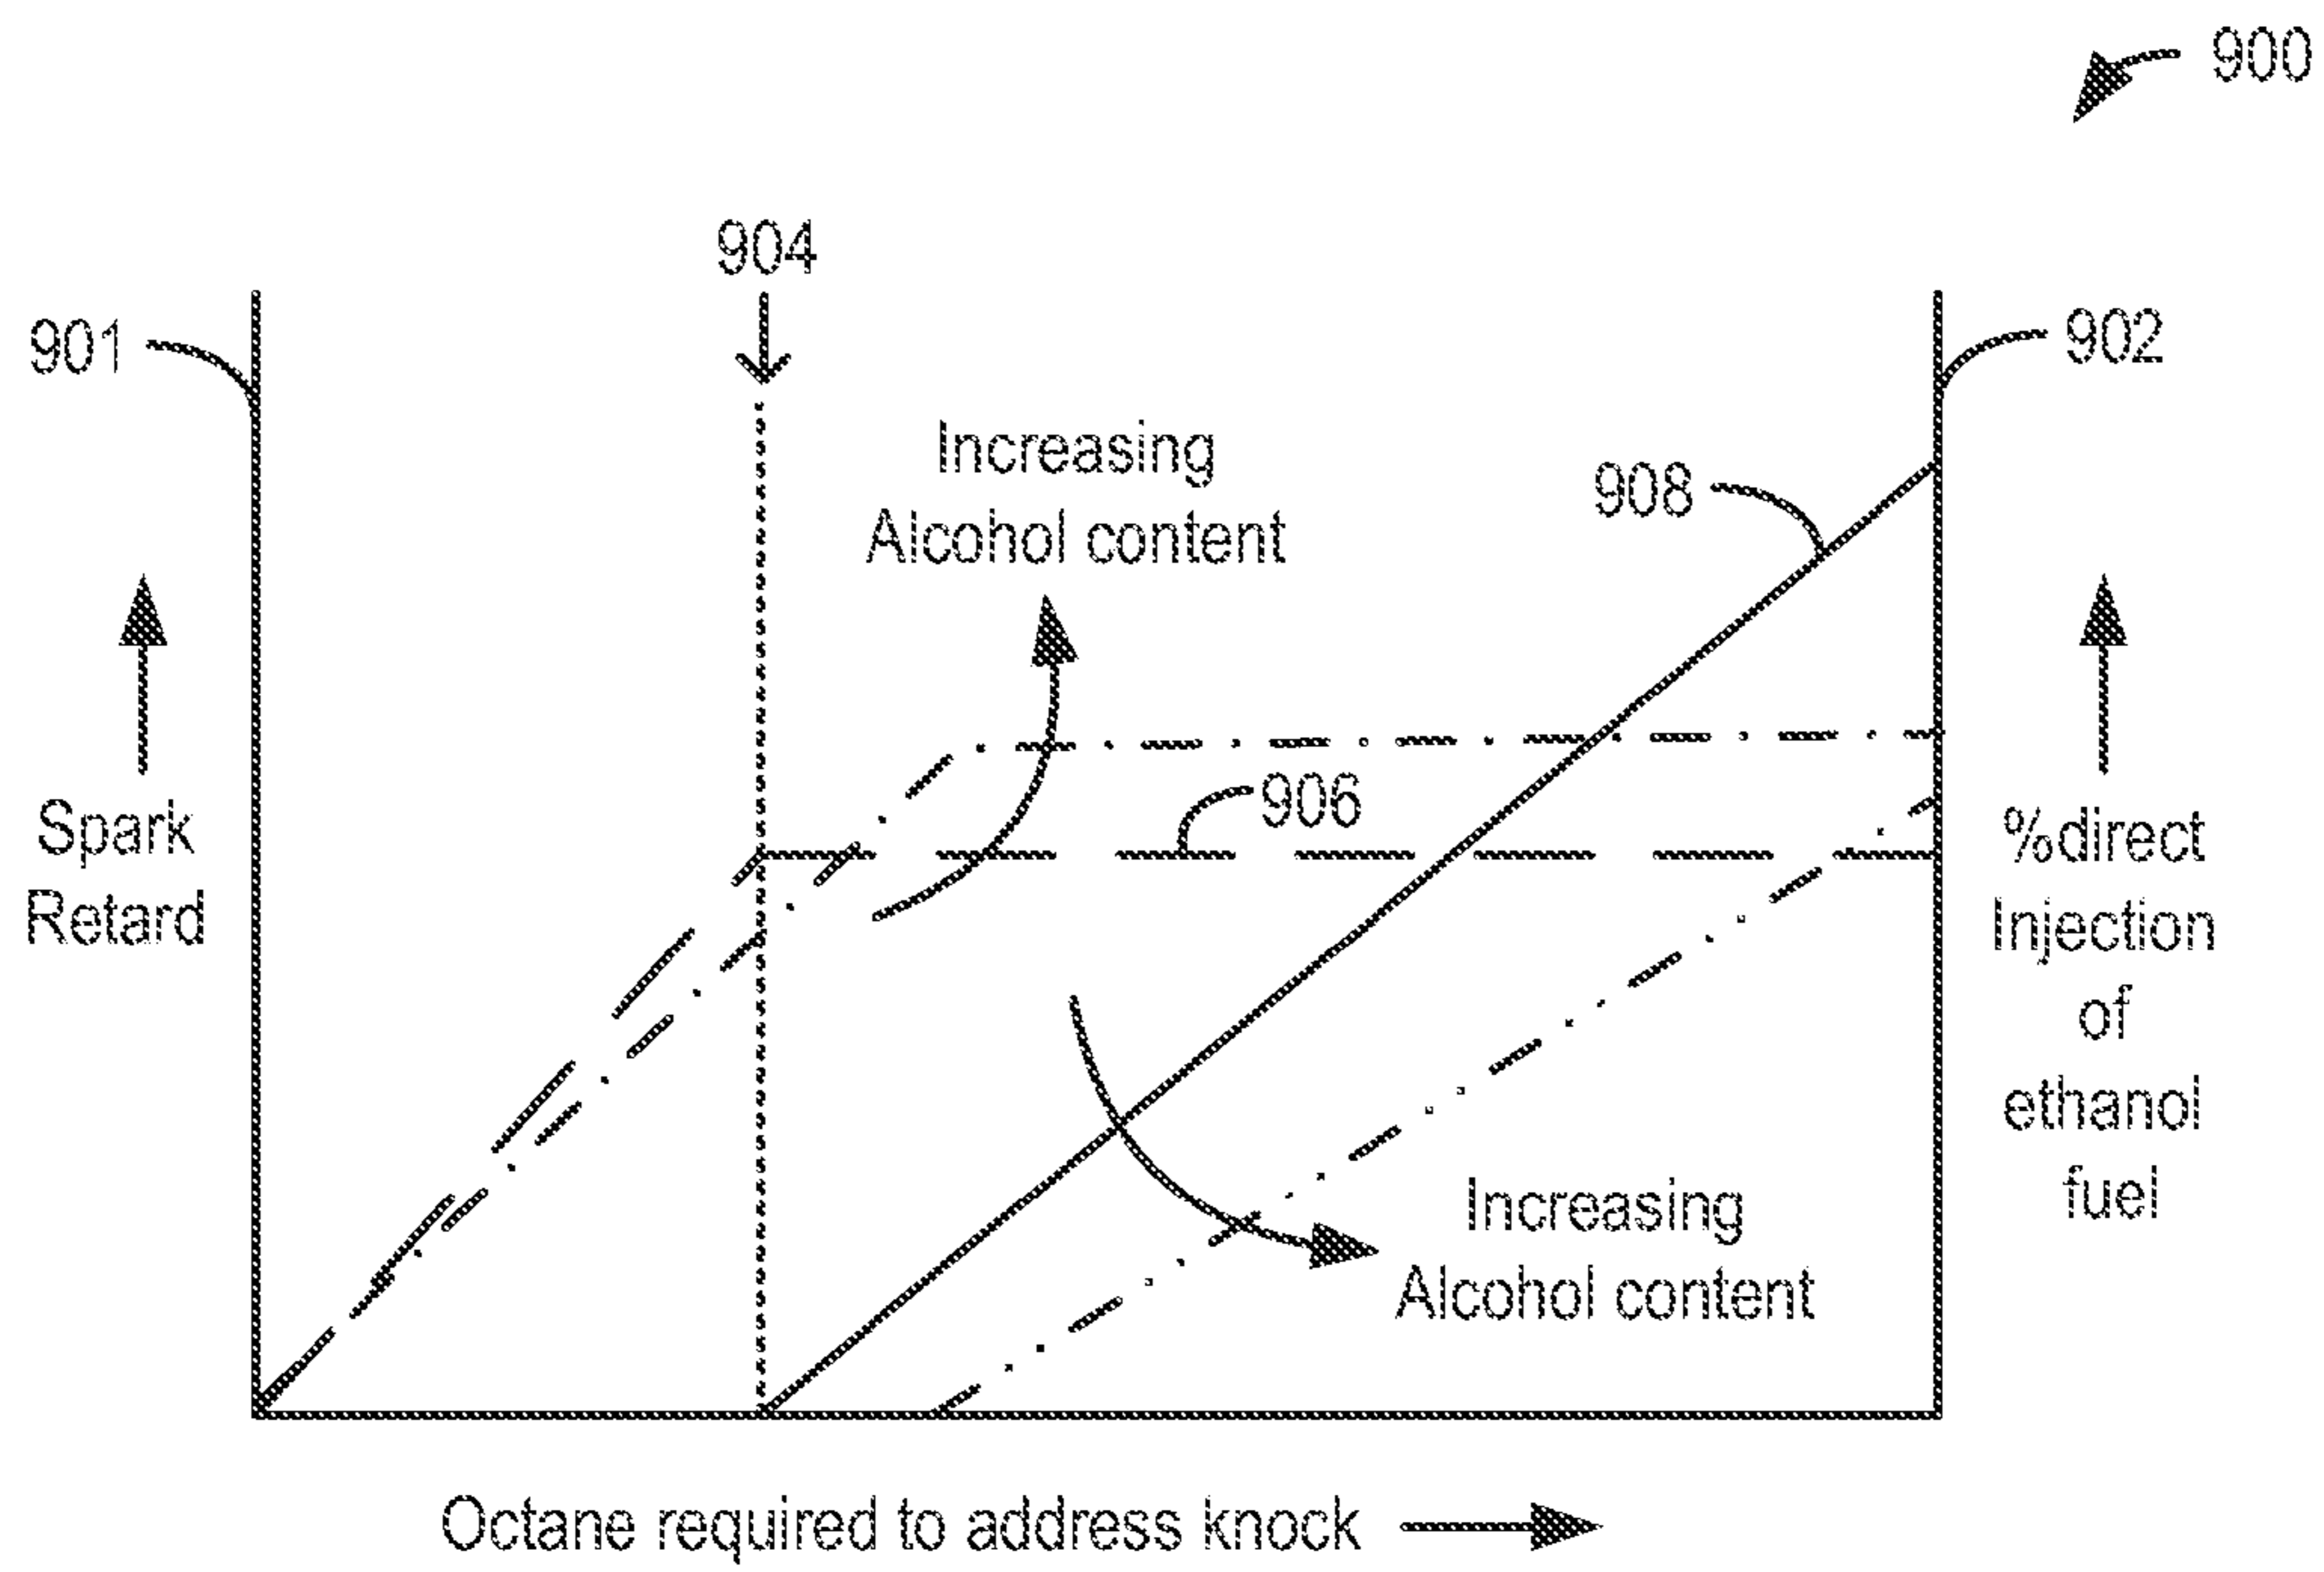 900
904
901
902
Increasing
Alcohol content
908
906
Spark
Retard
%direct
Injection
of
ethanol
fuel
Increasing
Alcohol content
Octane required to address knock